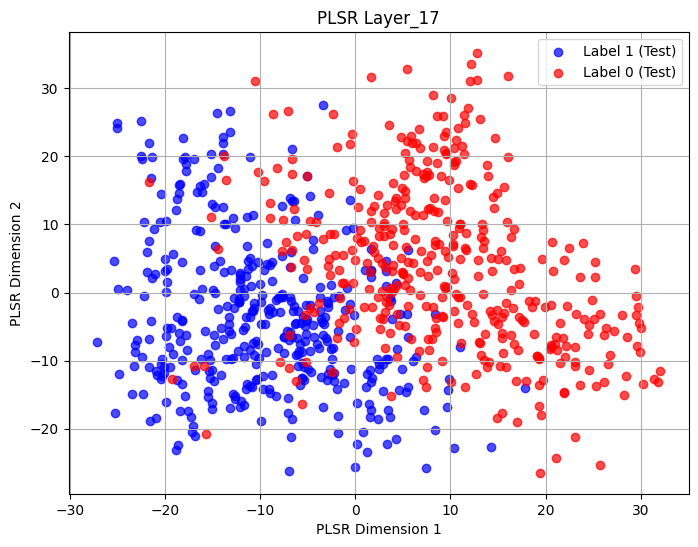 PLSR Layer_17
Label 1 (Test)
Label 0 (Test)
PLSR Dimension 2
30
20
10
0
−10
−20
−30
−20
−10
0
10
20
30
PLSR Dimension 1